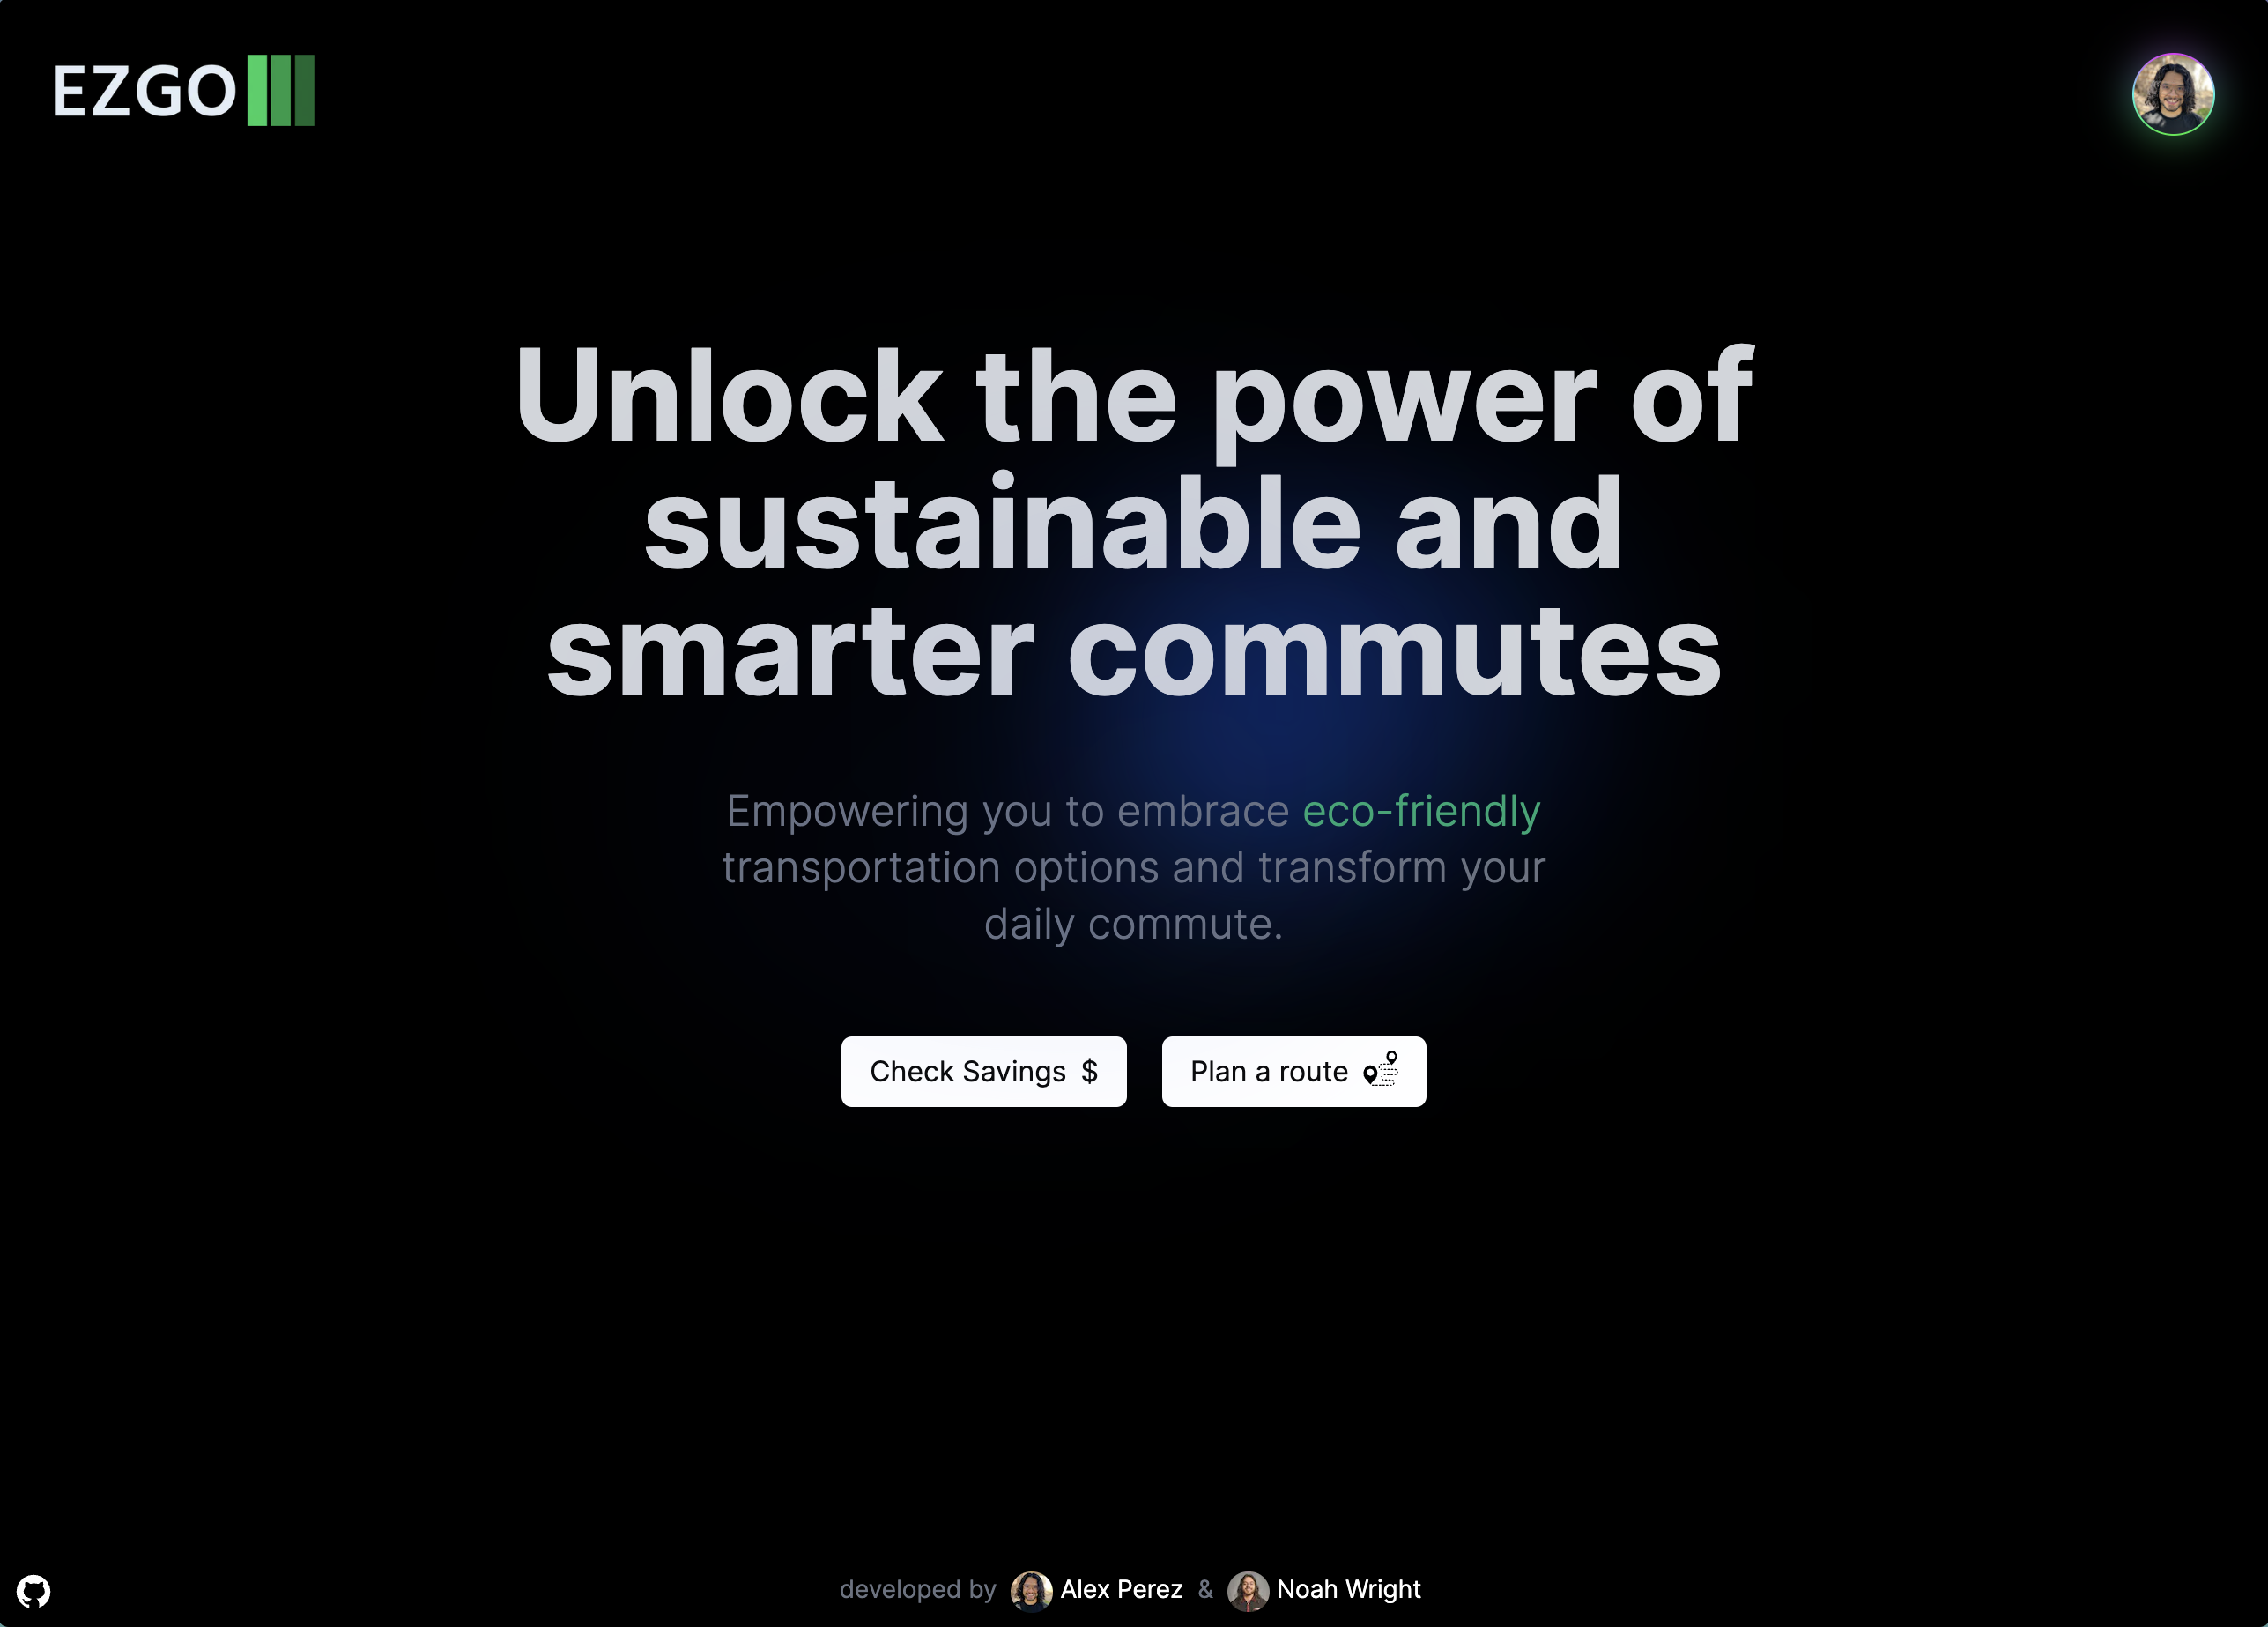 EZGO
Unlock the power of
sustainable and
smarter commutes
Empowering you to embrace eco-friendly
transportation options and transform your
daily commute.
Check Savings $
Plan a route
developed by Alex Perez & Noah Wright